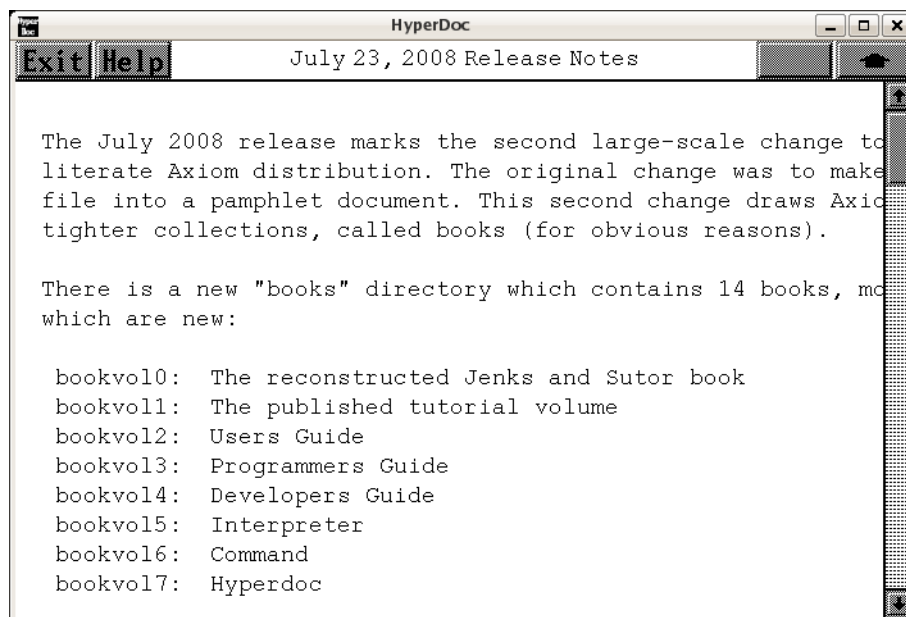 Hyper Doc
HyperDoc
Exit Help
July 23, 2008 Release Notes
The July 2008 release marks the second large-scale change to
literate Axiom distribution. The original change was to make
file into a pamphlet document. This second change draws Axio
tighter collections, called books (for obvious reasons).
There is a new "books" directory which contains 14 books, mo
which are new:
bookvol0: The reconstructed Jenks and Sutor book
bookvol1: The published tutorial volume
bookvol2: Users Guide
bookvol3: Programmers Guide
bookvol4: Developers Guide
bookvol5: Interpreter
bookvol6: Command
bookvol7: Hyperdoc